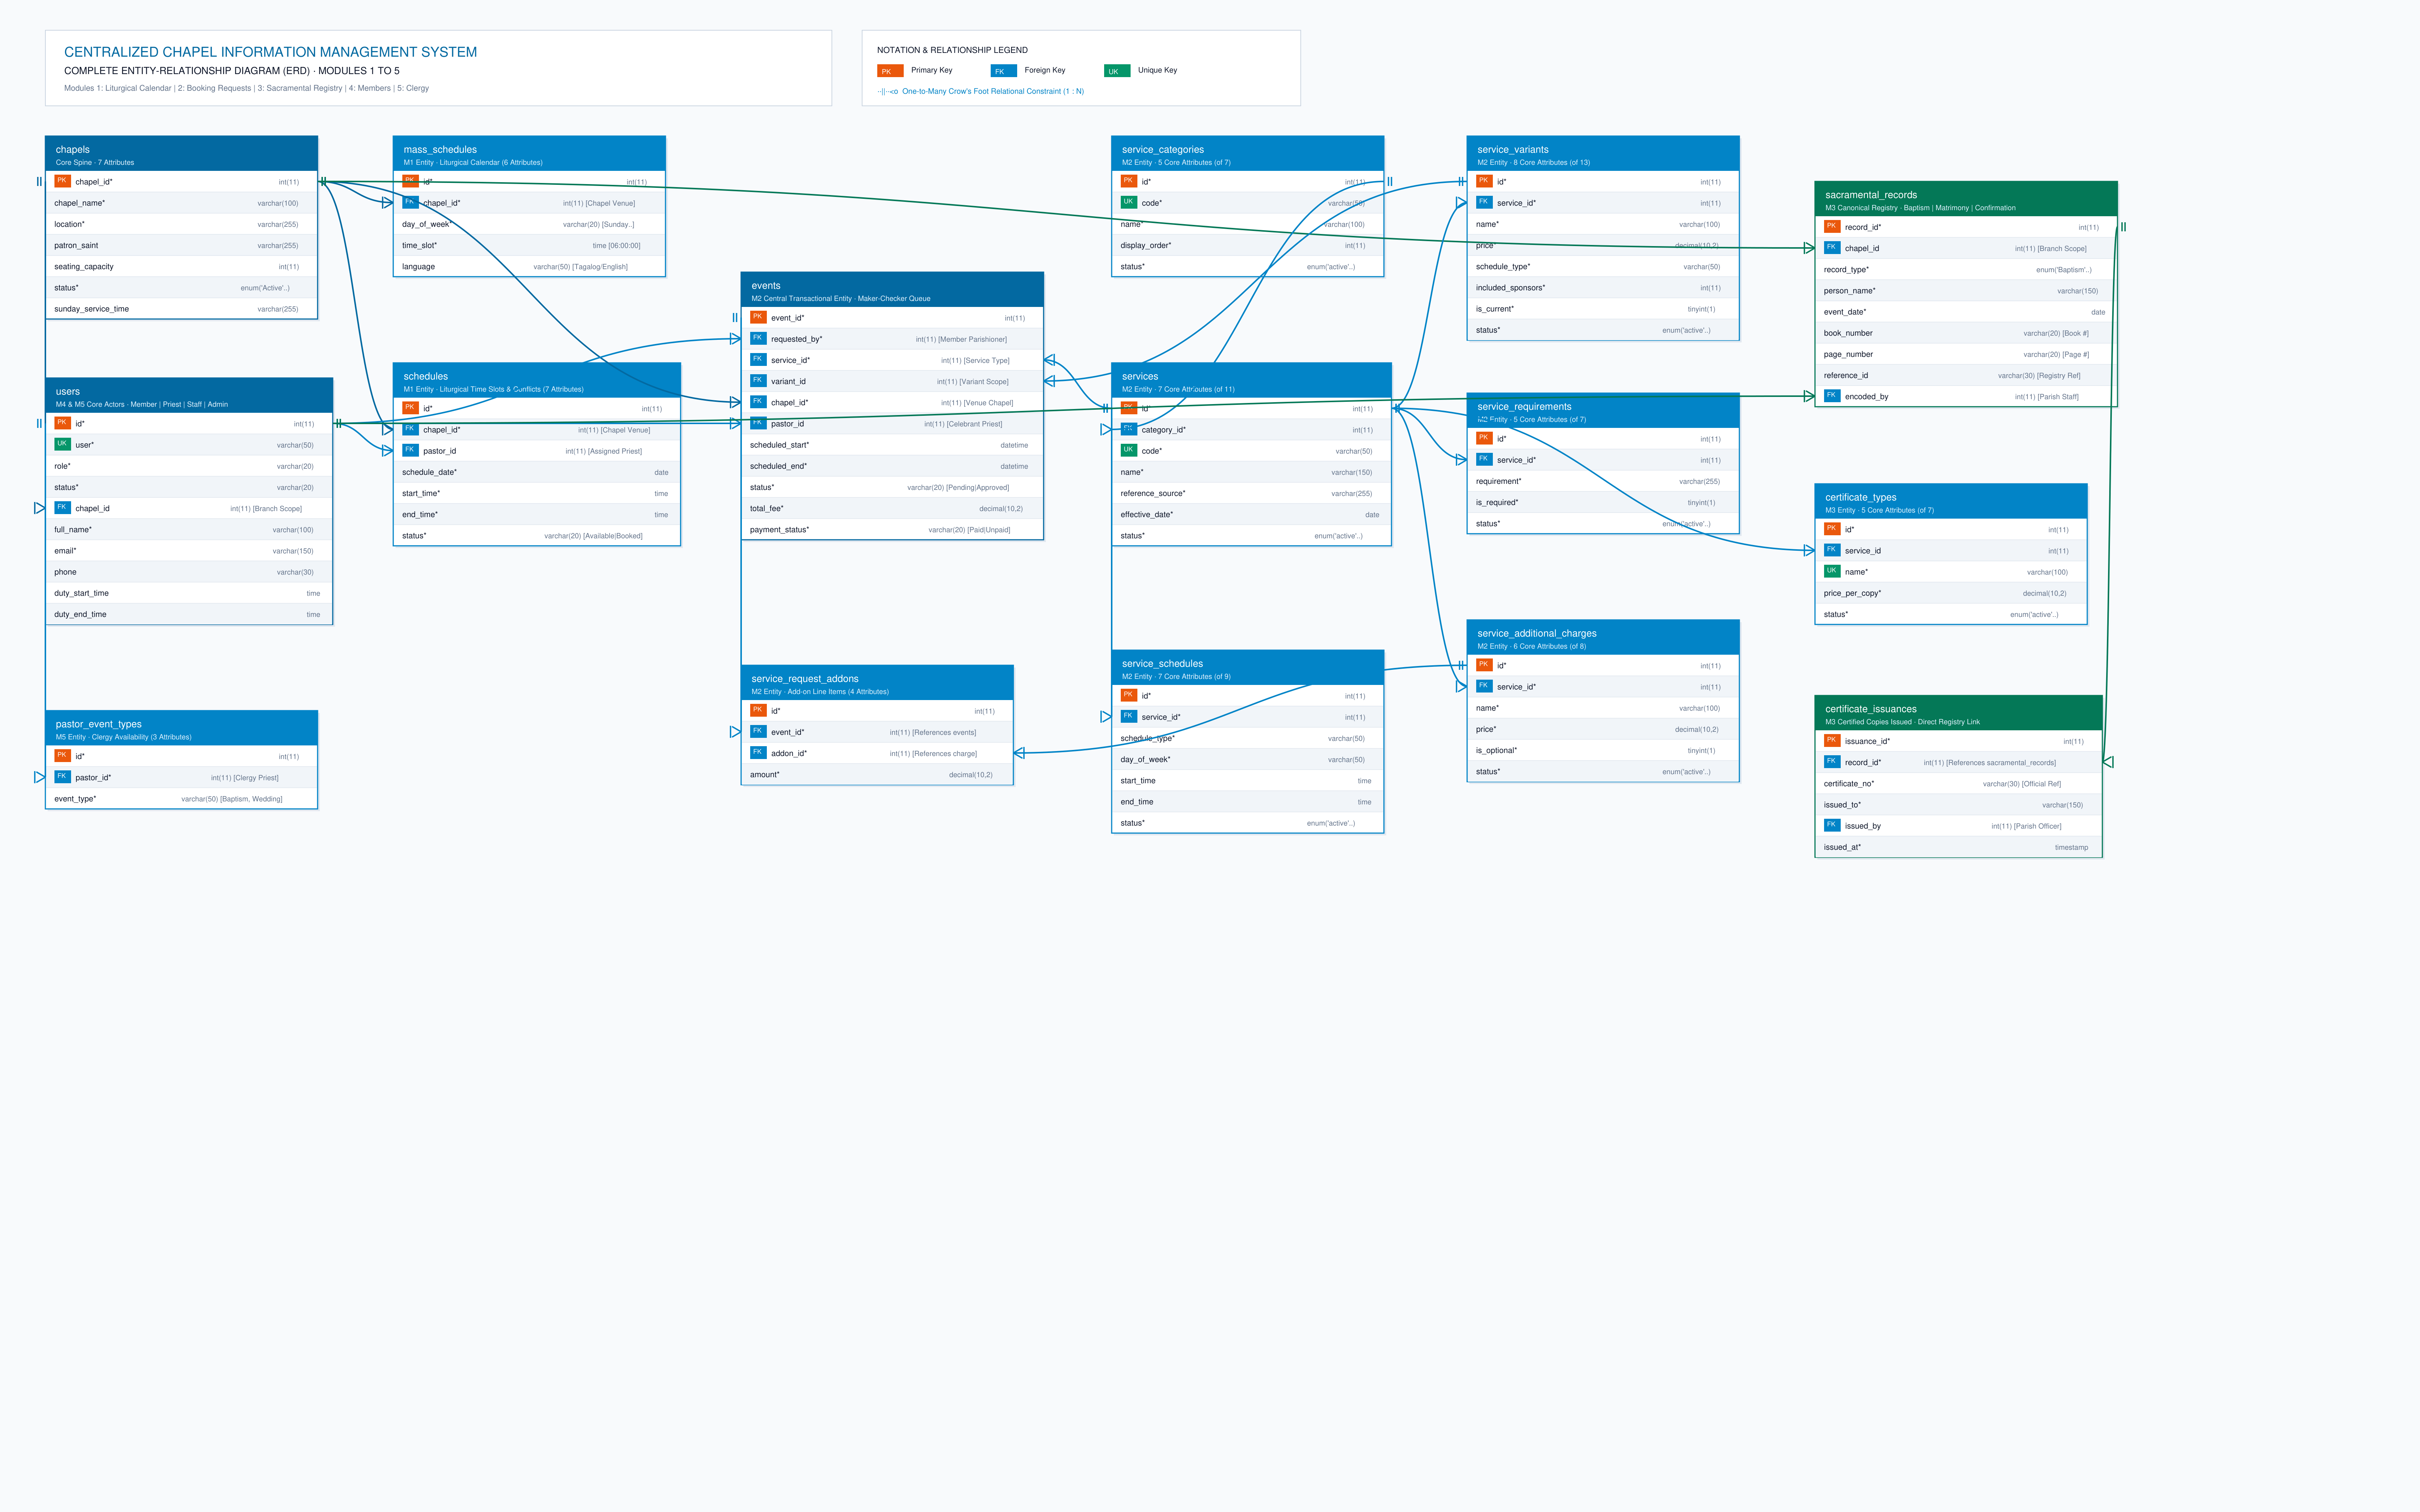 CENTRALIZED CHAPEL INFORMATION MANAGEMENT SYSTEM
COMPLETE ENTITY-RELATIONSHIP DIAGRAM (ERD) · MODULES 1 TO 5
Modules 1: Liturgical Calendar | 2: Booking Requests | 3: Sacramental Registry | 4: Members | 5: Clergy
NOTATION & RELATIONSHIP LEGEND
PK Primary Key FK Foreign Key UK Unique Key
--||--<o One-to-Many Crow's Foot Relational Constraint (1 : N)
chapels
Core Spine · 7 Attributes
PK chapel_id* int(11)
chapel_name* varchar(100)
location* varchar(255)
patron_saint varchar(255)
seating_capacity int(11)
status* enum('Active'..)
sunday_service_time varchar(255)
mass_schedules
M1 Entity · Liturgical Calendar (6 Attributes)
PK id* int(11)
FK chapel_id* int(11) [Chapel Venue]
day_of_week* varchar(20) [Sunday..]
time_slot* time [06:00:00]
language varchar(50) [Tagalog/English]
events
M2 Central Transactional Entity · Maker-Checker Queue
PK event_id* int(11)
FK requested_by* int(11) [Member Parishioner]
FK service_id* int(11) [Service Type]
FK variant_id int(11) [Variant Scope]
FK chapel_id* int(11) [Venue Chapel]
FK pastor_id int(11) [Celebrant Priest]
scheduled_start* datetime
scheduled_end* datetime
status* varchar(20) [Pending|Approved]
total_fee* decimal(10,2)
payment_status* varchar(20) [Paid|Unpaid]
service_categories
M2 Entity · 5 Core Attributes (of 7)
PK id* int(11)
UK code* varchar(50)
name* varchar(100)
display_order* int(11)
status* enum('active'..)
service_variants
M2 Entity · 8 Core Attributes (of 13)
PK id* int(11)
FK service_id* int(11)
name* varchar(100)
price* decimal(10,2)
schedule_type* varchar(50)
included_sponsors* int(11)
is_current* tinyint(1)
status* enum('active'..)
sacramental_records
M3 Canonical Registry · Baptism | Matrimony | Confirmation
PK record_id* int(11)
FK chapel_id int(11) [Branch Scope]
record_type* enum('Baptism'..)
person_name* varchar(150)
event_date* date
book_number varchar(20) [Book #]
page_number varchar(20) [Page #]
reference_id varchar(30) [Registry Ref]
FK encoded_by int(11) [Parish Staff]
users
M4 & M5 Core Actors · Member | Priest | Staff | Admin
PK id* int(11)
UK user* varchar(50)
role* varchar(20)
status* varchar(20)
FK chapel_id int(11) [Branch Scope]
full_name* varchar(100)
email* varchar(150)
phone varchar(30)
duty_start_time time
duty_end_time time
schedules
M1 Entity · Liturgical Time Slots & Conflicts (7 Attributes)
PK id* int(11)
FK chapel_id* int(11) [Chapel Venue]
FK pastor_id int(11) [Assigned Priest]
schedule_date* date
start_time* time
end_time* time
status* varchar(20) [Available|Booked]
services
M2 Entity · 7 Core Attributes (of 11)
PK id* int(11)
FK category_id* int(11)
UK code* varchar(50)
name* varchar(150)
reference_source* varchar(255)
effective_date* date
status* enum('active'..)
service_requirements
M2 Entity · 5 Core Attributes (of 7)
PK id* int(11)
FK service_id* int(11)
requirement* varchar(255)
is_required* tinyint(1)
status* enum('active'..)
certificate_types
M3 Entity · 5 Core Attributes (of 7)
PK id* int(11)
FK service_id int(11)
UK name* varchar(100)
price_per_copy* decimal(10,2)
status* enum('active'..)
pastor_event_types
M5 Entity · Clergy Availability (3 Attributes)
PK id* int(11)
FK pastor_id* int(11) [Clergy Priest]
event_type* varchar(50) [Baptism, Wedding]
service_request_addons
M2 Entity · Add-on Line Items (4 Attributes)
PK id* int(11)
FK event_id* int(11) [References events]
FK addon_id* int(11) [References charge]
amount* decimal(10,2)
service_schedules
M2 Entity · 7 Core Attributes (of 9)
PK id* int(11)
FK service_id* int(11)
schedule_type* varchar(50)
day_of_week* varchar(50)
start_time time
end_time time
status* enum('active'..)
service_additional_charges
M2 Entity · 6 Core Attributes (of 8)
PK id* int(11)
FK service_id* int(11)
name* varchar(100)
price* decimal(10,2)
is_optional* tinyint(1)
status* enum('active'..)
certificate_issuances
M3 Certified Copies Issued · Direct Registry Link
PK issuance_id* int(11)
FK record_id* int(11) [References sacramental_records]
certificate_no* varchar(30) [Official Ref]
issued_to* varchar(150)
FK issued_by int(11) [Parish Officer]
issued_at* timestamp